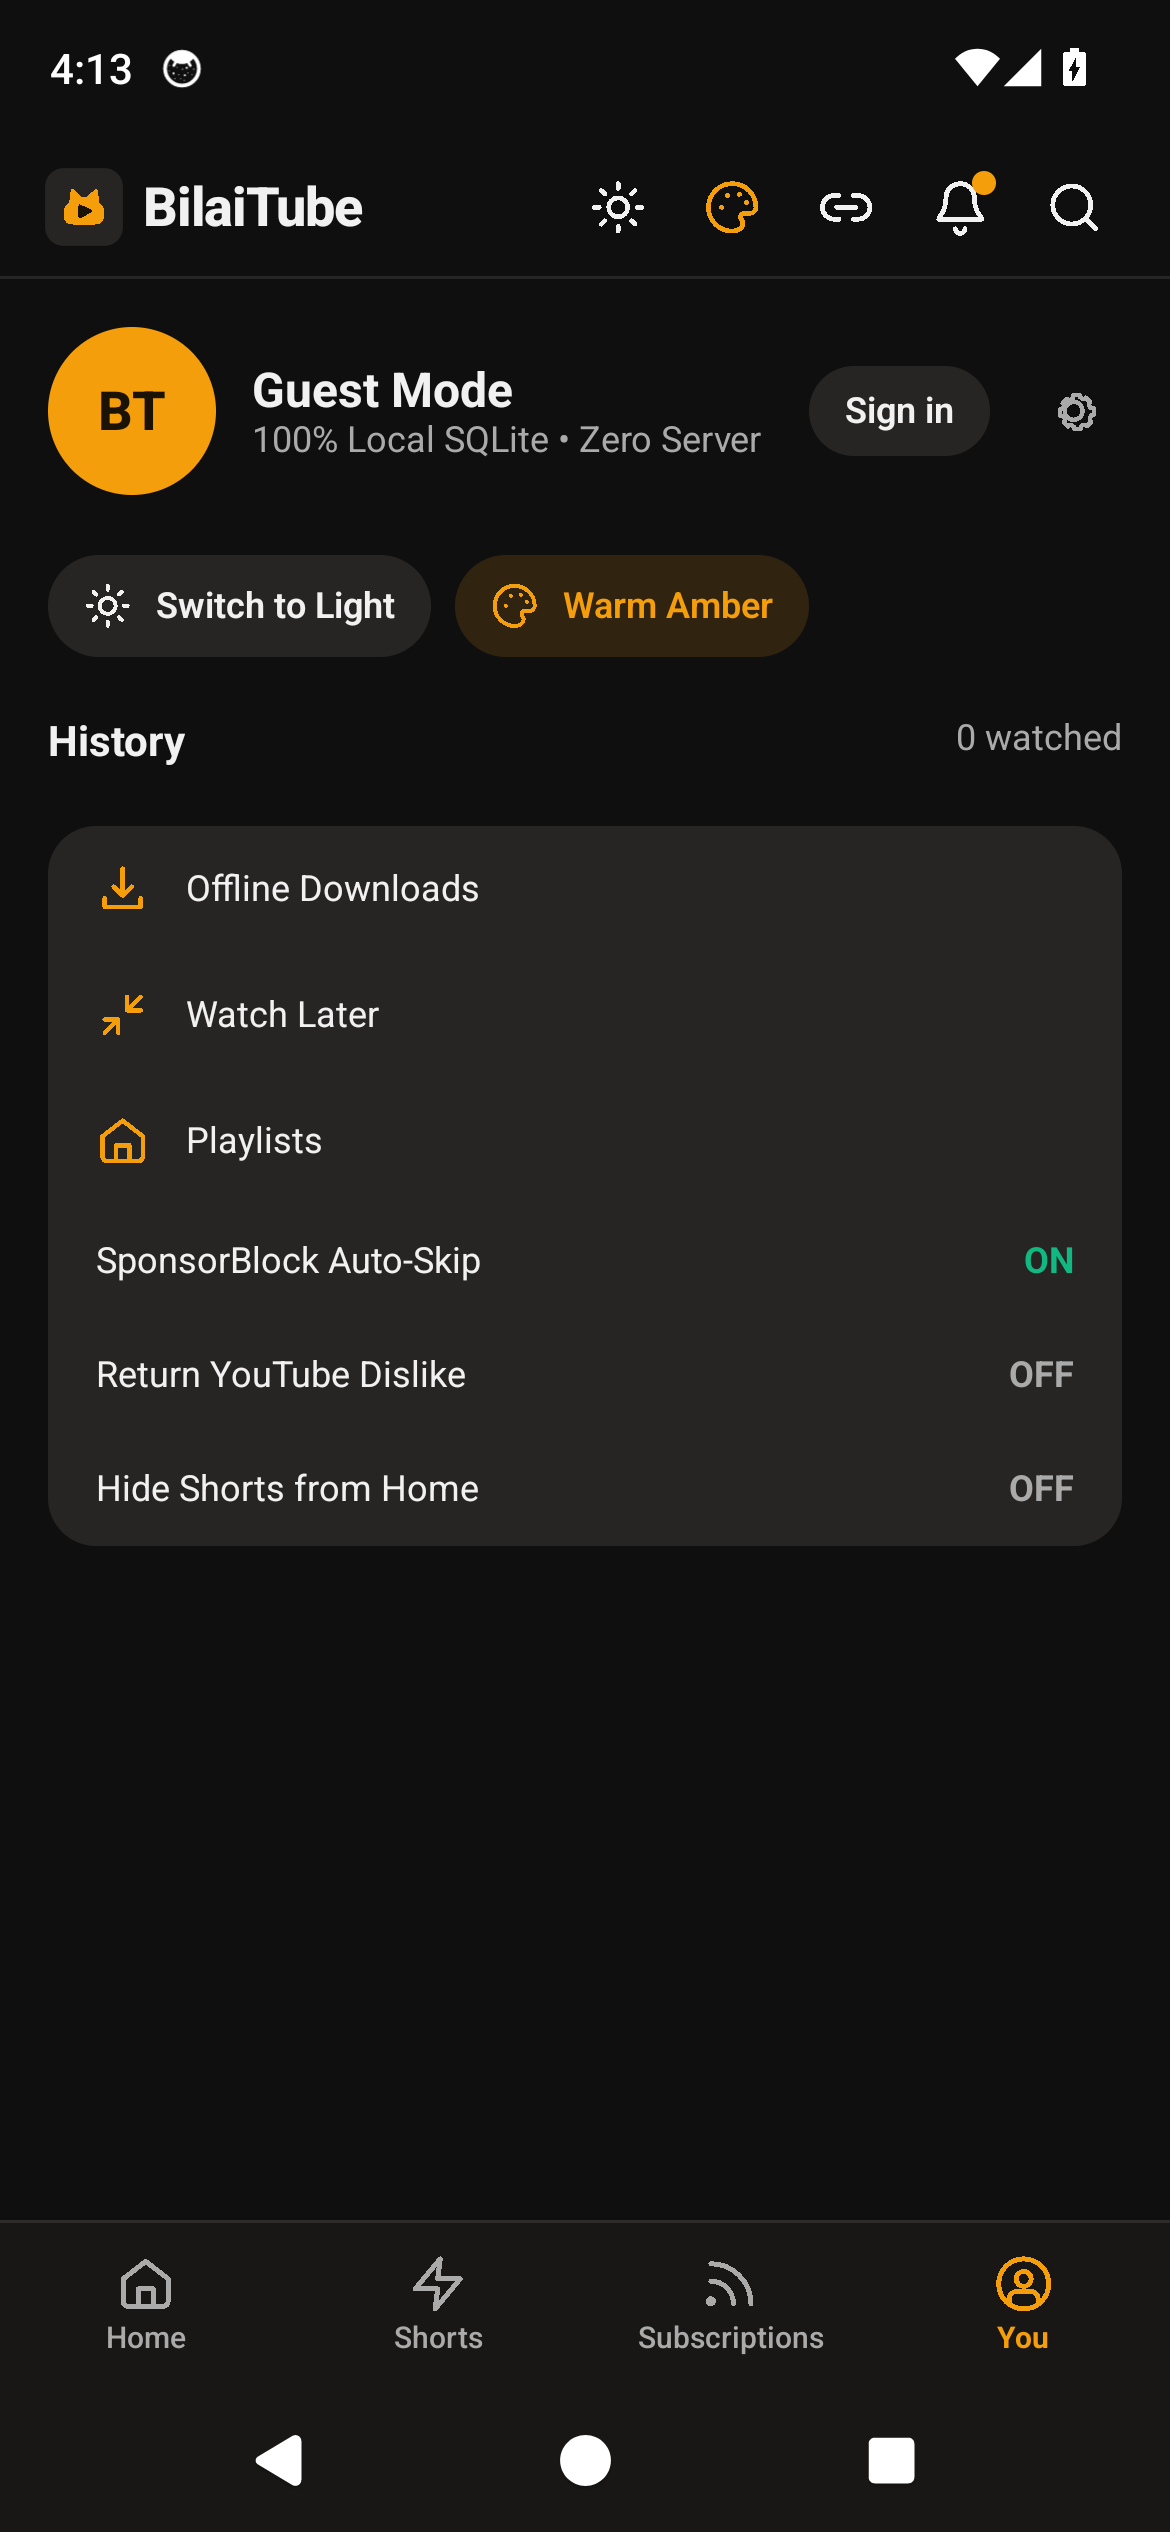 4:13
BilaiTube
BT
Guest Mode
100% Local SQLite • Zero Server
Sign in
Switch to Light
Warm Amber
History
0 watched
Offline Downloads
Watch Later
Playlists
SponsorBlock Auto-Skip
ON
Return YouTube Dislike
OFF
Hide Shorts from Home
OFF
Home
Shorts
Subscriptions
You